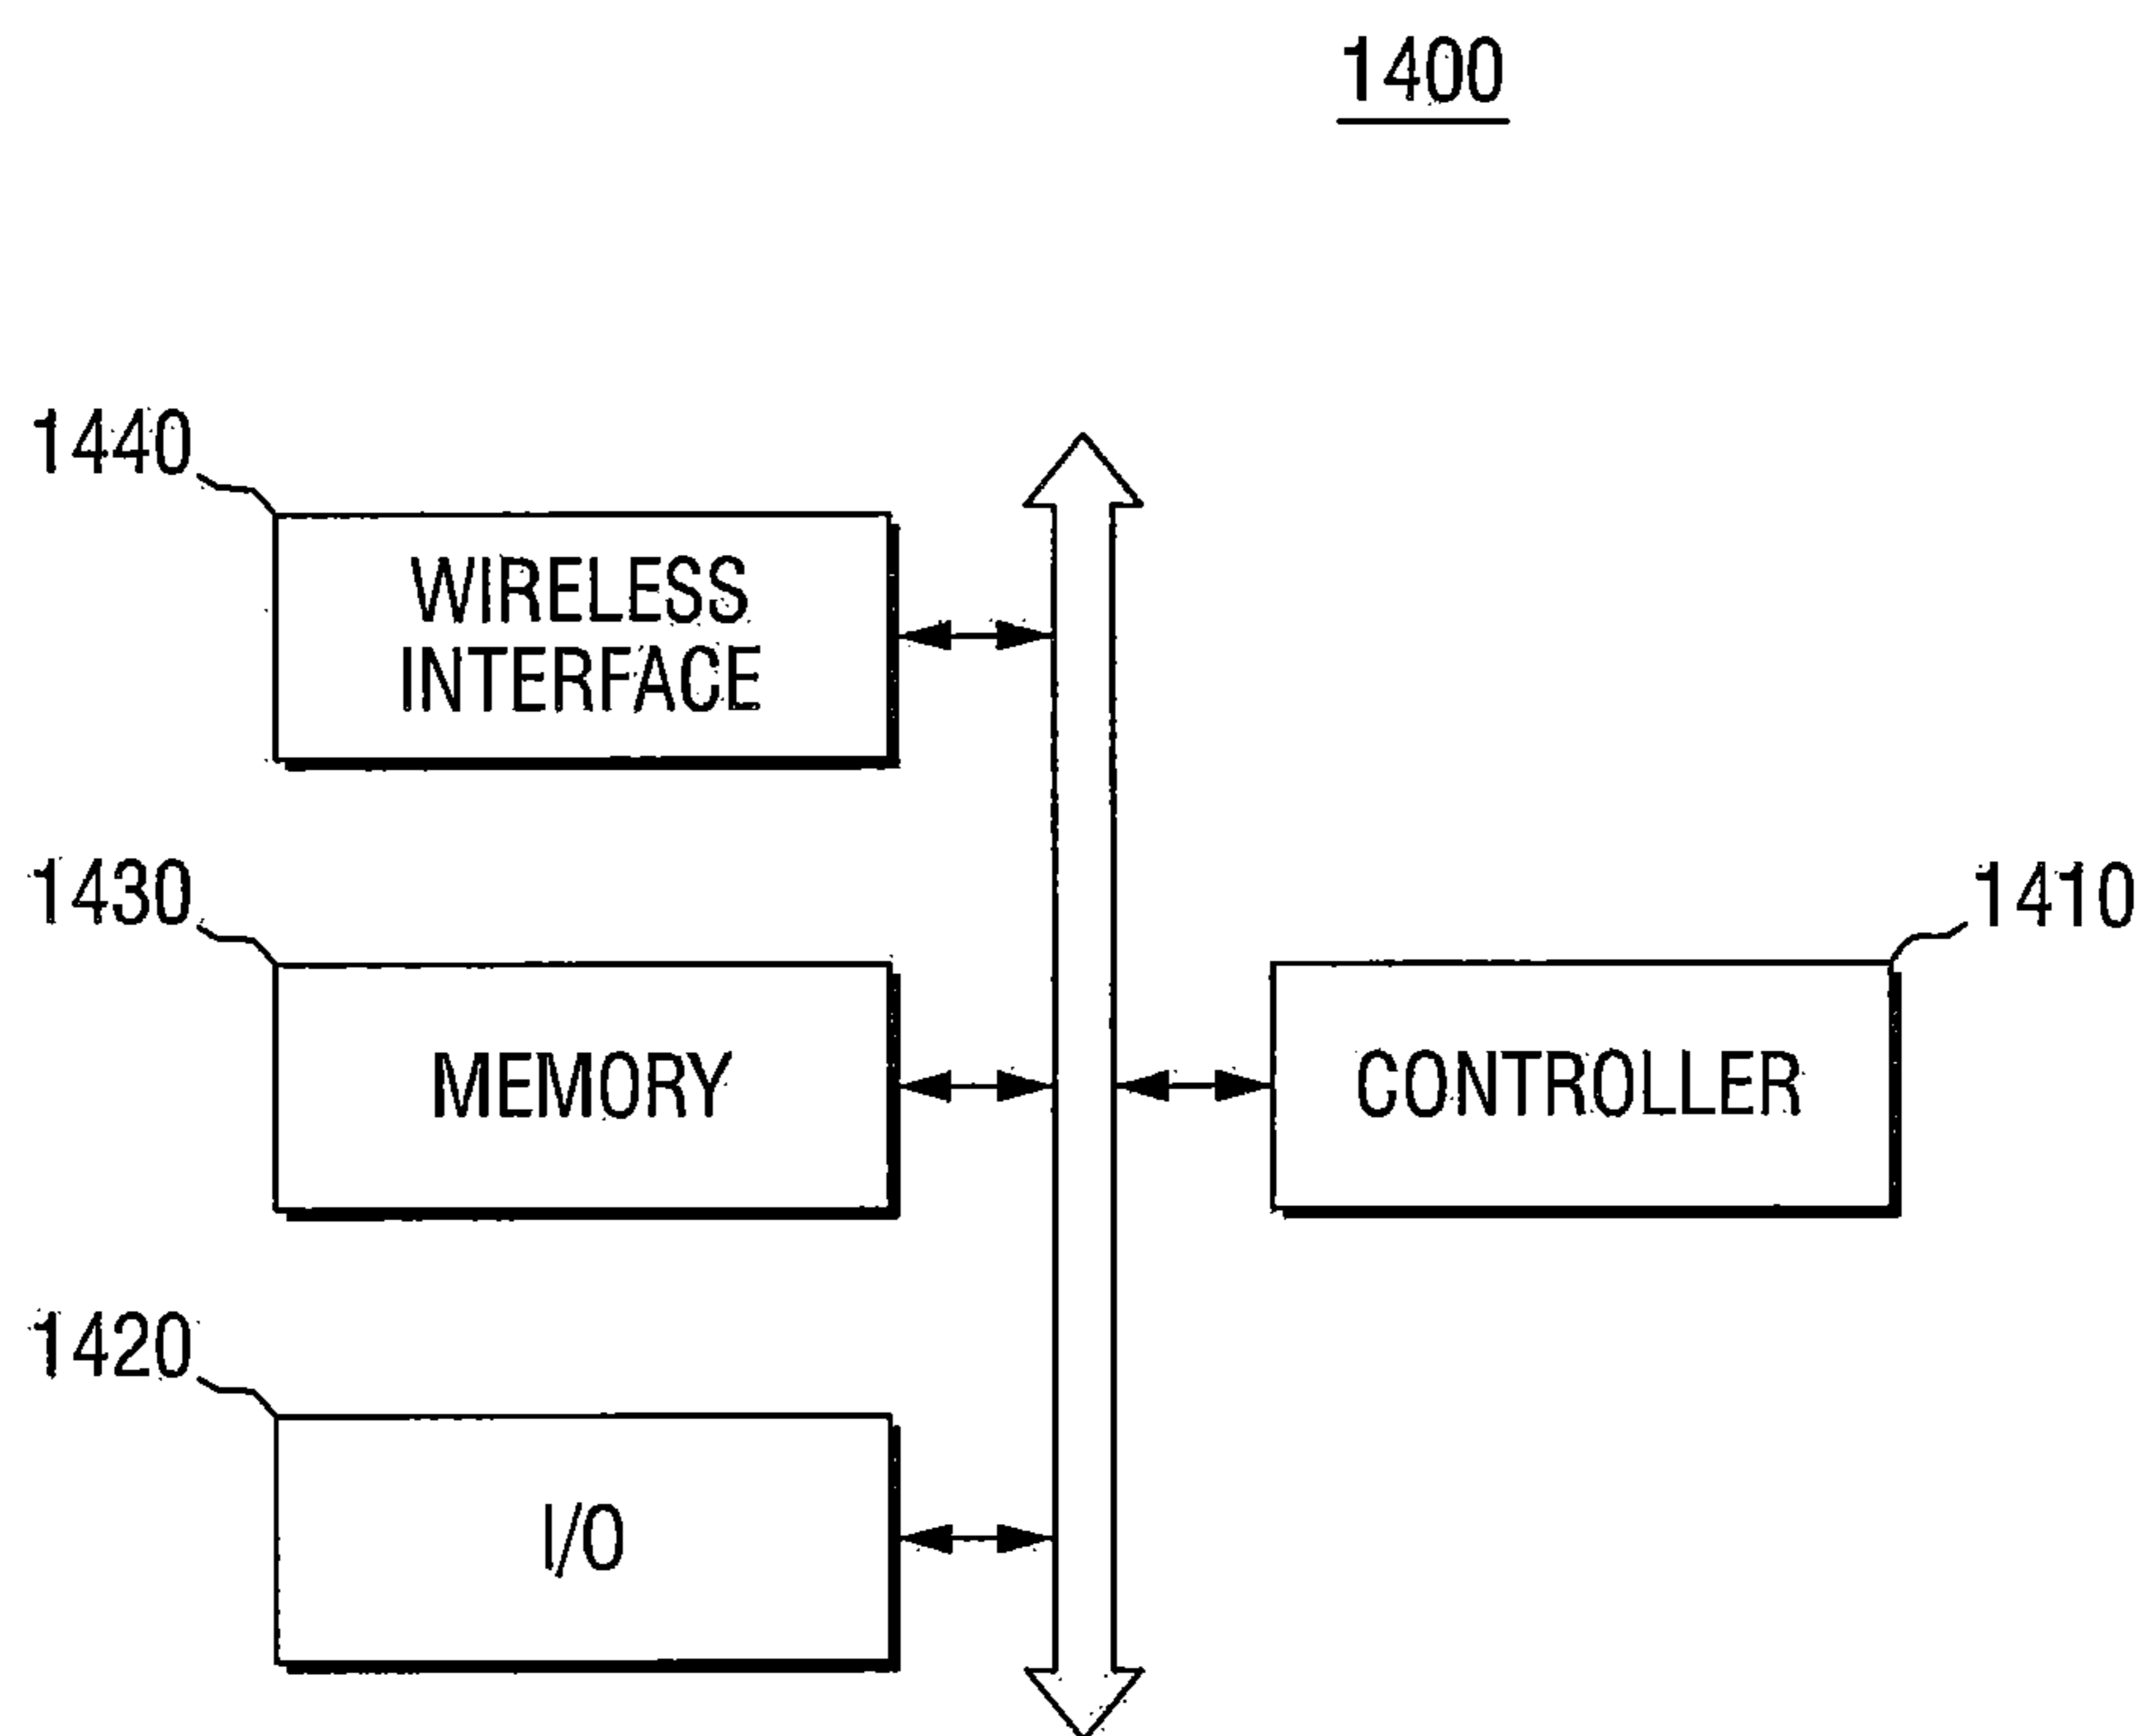 1400
1440
WIRELESS
INTERFACE
1430
1410
MEMORY
CONTROLLER
1420
I/O